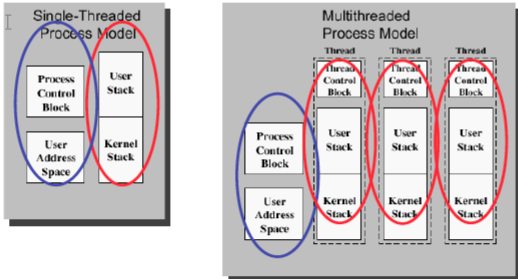 Single-Threaded
Process Model
Process
Control
Block
User
Address
Space
User
Stack
Kernel
Stack
Multithreaded
Process Model
Process
Control
Block
User
Address
Space
Thread
Thread
Control
Block
User
Stack
Kernel
Stack
Thread
Thread
Control
Block
User
Stack
Kernel
Stack
Thread
Thread
Control
Block
User
Stack
Kernel
Stack